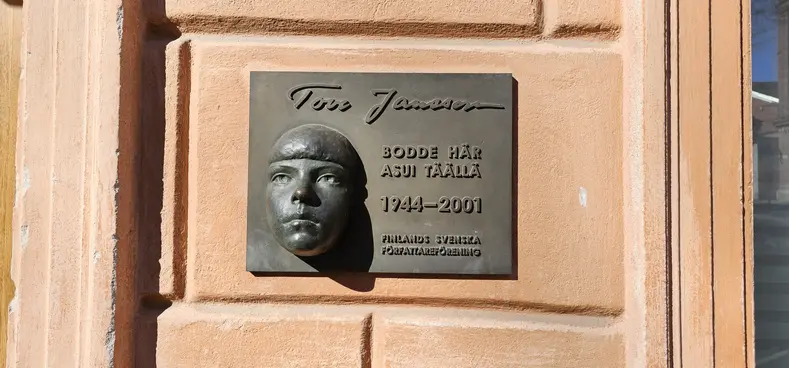 Tove Jansson
BODDE HÄR
ASUI TÄÄLLÄ
1944–2001
FINLANDS SVENSKA
FÖRFATTAREFÖRENING